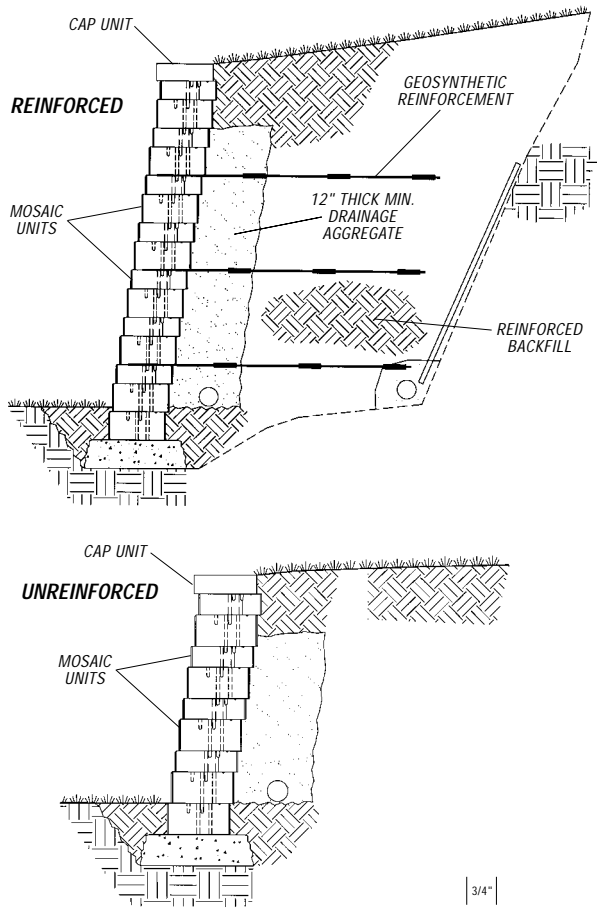 CAP UNIT
REINFORCED
GEOSYNTHETIC
REINFORCEMENT
12" THICK MIN.
DRAINAGE
AGGREGATE
MOSAIC
UNITS
REINFORCED
BACKFILL
CAP UNIT
UNREINFORCED
MOSAIC
UNITS
3/4"